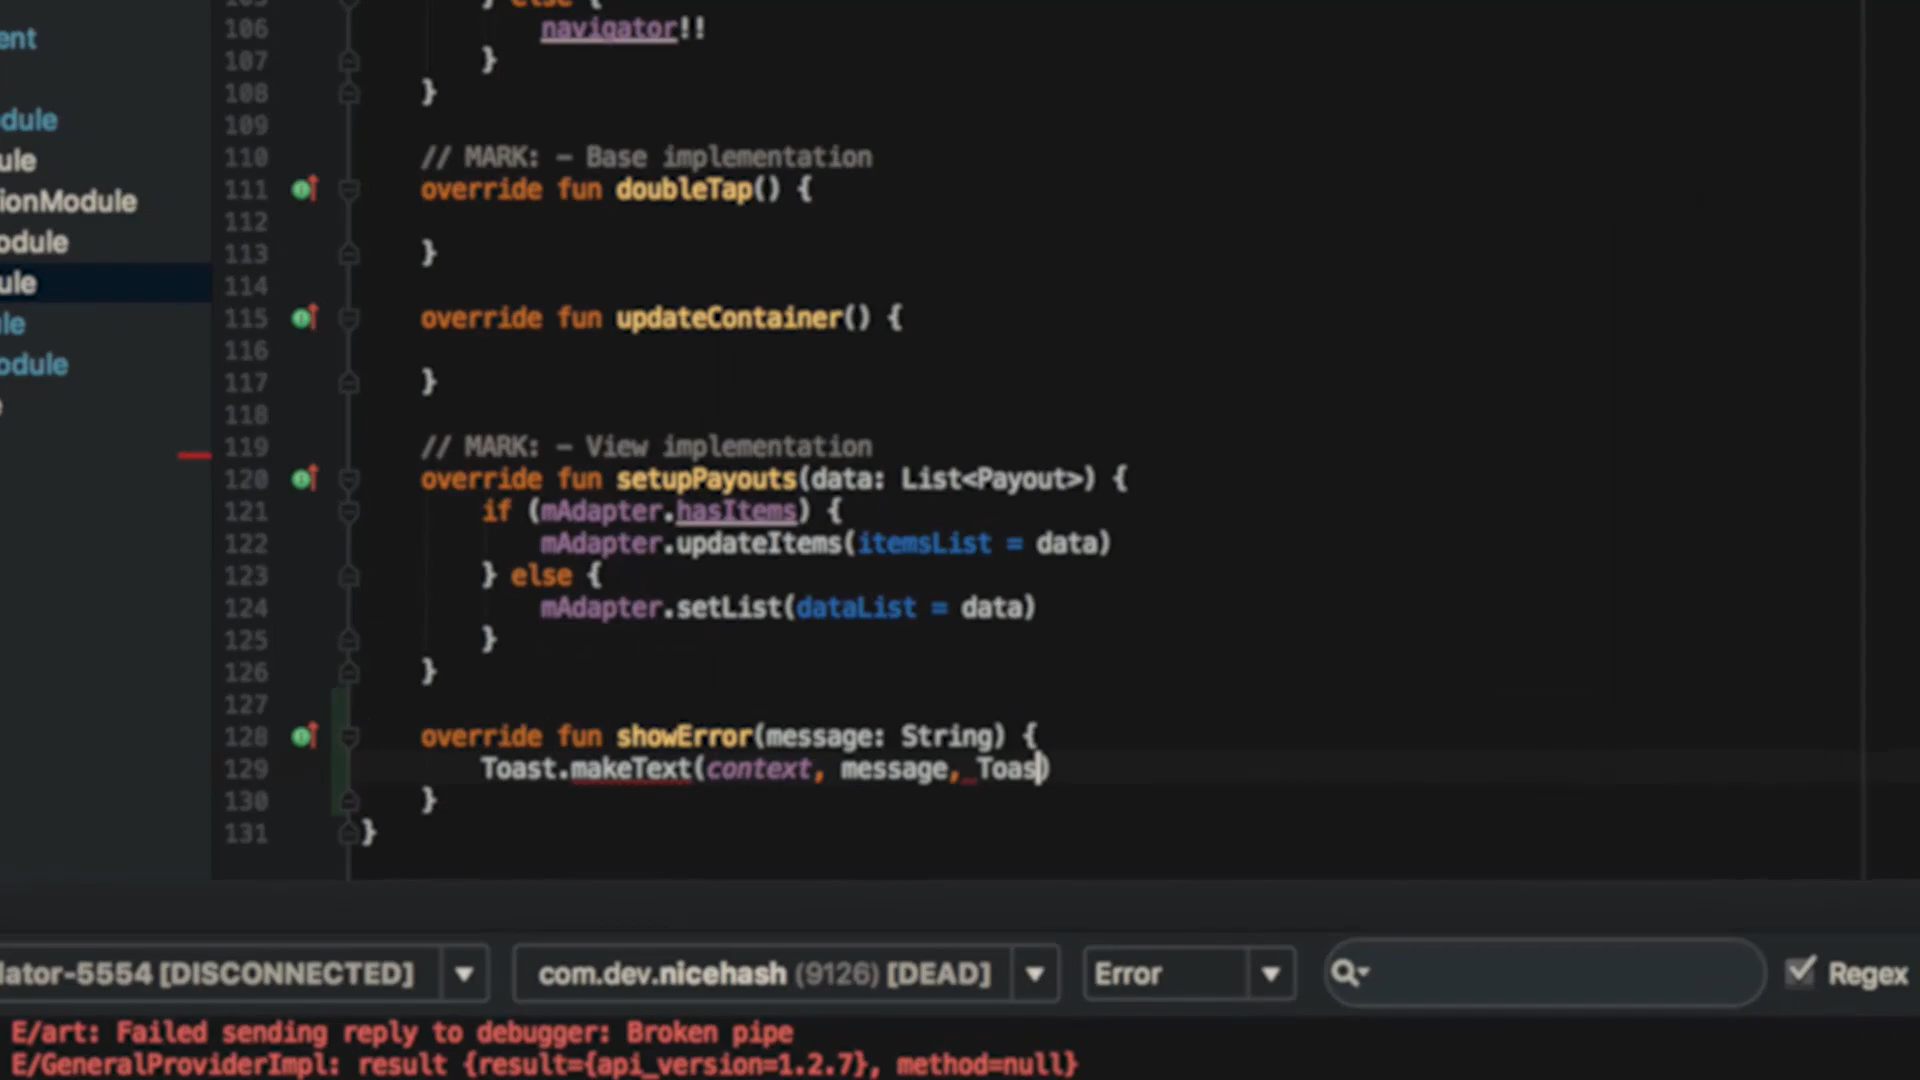 ent
dule
ule
ionModule
odule
ule
le
odule
106 navigator!!
107 }
108 }
109
110 // MARK: – Base implementation
111 override fun doubleTap() {
112
113 }
114
115 override fun updateContainer() {
116
117 }
118
119 // MARK: – View implementation
120 override fun setupPayouts(data: List<Payout>) {
121 if (mAdapter.hasItems) {
122 mAdapter.updateItems(itemsList = data)
123 } else {
124 mAdapter.setList(dataList = data)
125 }
126 }
127
128 override fun showError(message: String) {
129 Toast.makeText(context, message, Toas)
130 }
131 }
lator-5554 [DISCONNECTED] com.dev.nicehash (9126) [DEAD] Error Regex
E/art: Failed sending reply to debugger: Broken pipe
E/GeneralProviderImpl: result {result={api_version=1.2.7}, method=null}